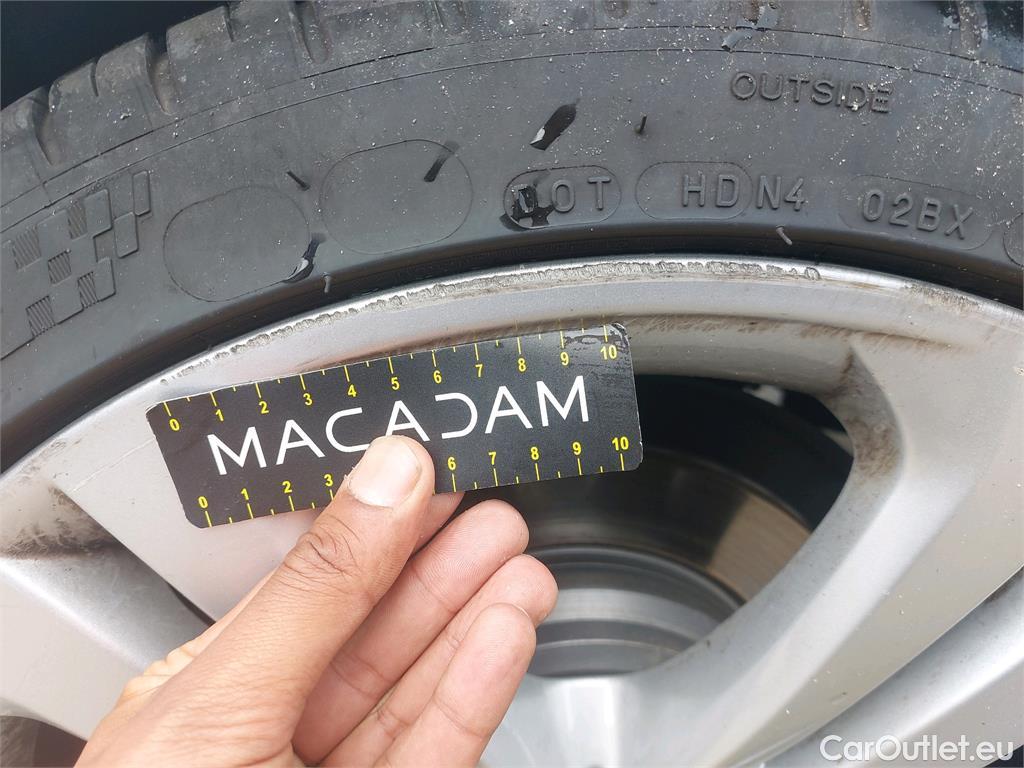 OUTSIDE
DOT HDN4 02BX
0 1 2 3 4 5 6 7 8 9 10
MACADAM
0 1 2 3 6 7 8 9 10
CarOutlet.eu